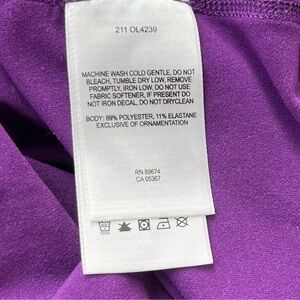 211 OL4239
MACHINE WASH COLD GENTLE, DO NOT
BLEACH, TUMBLE DRY LOW, REMOVE
PROMPTLY, IRON LOW, DO NOT USE
FABRIC SOFTENER, IF PRESENT DO
NOT IRON DECAL, DO NOT DRYCLEAN
BODY: 89% POLYESTER, 11% ELASTANE
EXCLUSIVE OF ORNAMENTATION
RN 89674
CA 05367